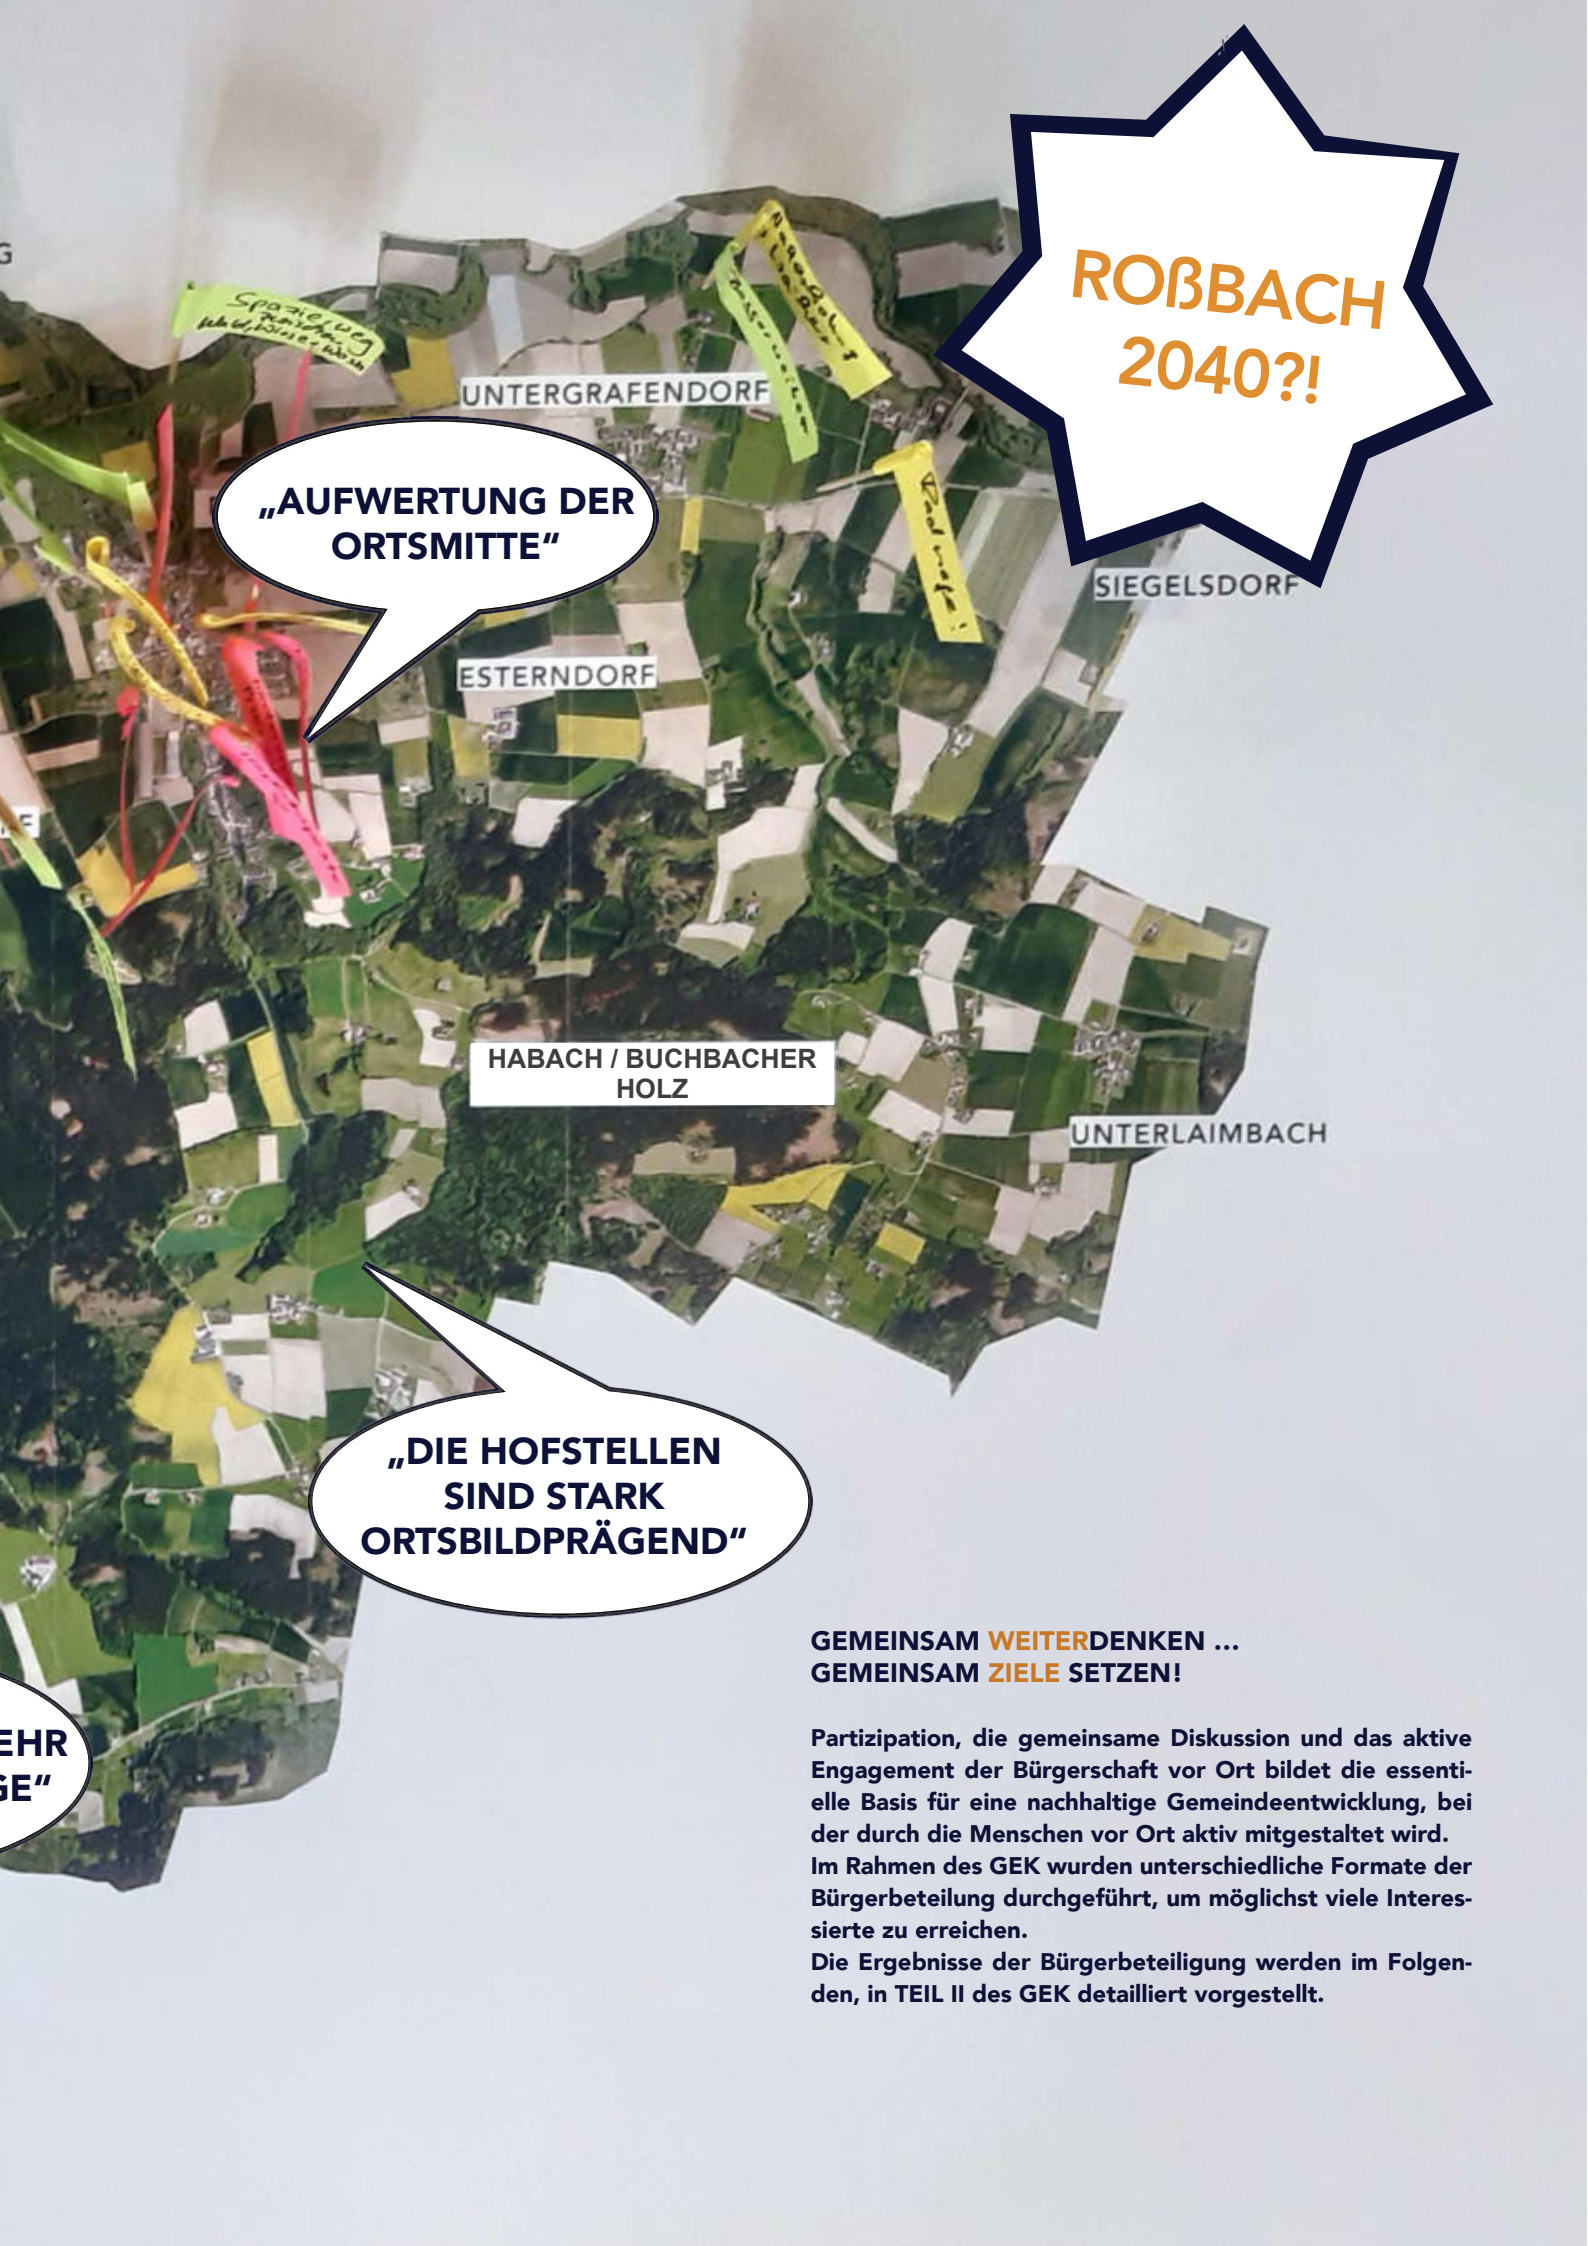 ROßBACH
2040?!
G
Spazierweg
UNTERGRAFENDORF
„AUFWERTUNG DER
ORTSMITTE“
SIEGELSDORF
ESTERNDORF
HABACH / BUCHBACHER
HOLZ
UNTERLAIMBACH
„DIE HOFSTELLEN
SIND STARK
ORTSBILDPRÄGEND“
EHR
GE“
GEMEINSAM WEITERDENKEN ...
GEMEINSAM ZIELE SETZEN!
Partizipation, die gemeinsame Diskussion und das aktive
Engagement der Bürgerschaft vor Ort bildet die essenti-
elle Basis für eine nachhaltige Gemeindeentwicklung, bei
der durch die Menschen vor Ort aktiv mitgestaltet wird.
Im Rahmen des GEK wurden unterschiedliche Formate der
Bürgerbeteilung durchgeführt, um möglichst viele Interes-
sierte zu erreichen.
Die Ergebnisse der Bürgerbeteiligung werden im Folgen-
den, in TEIL II des GEK detailliert vorgestellt.